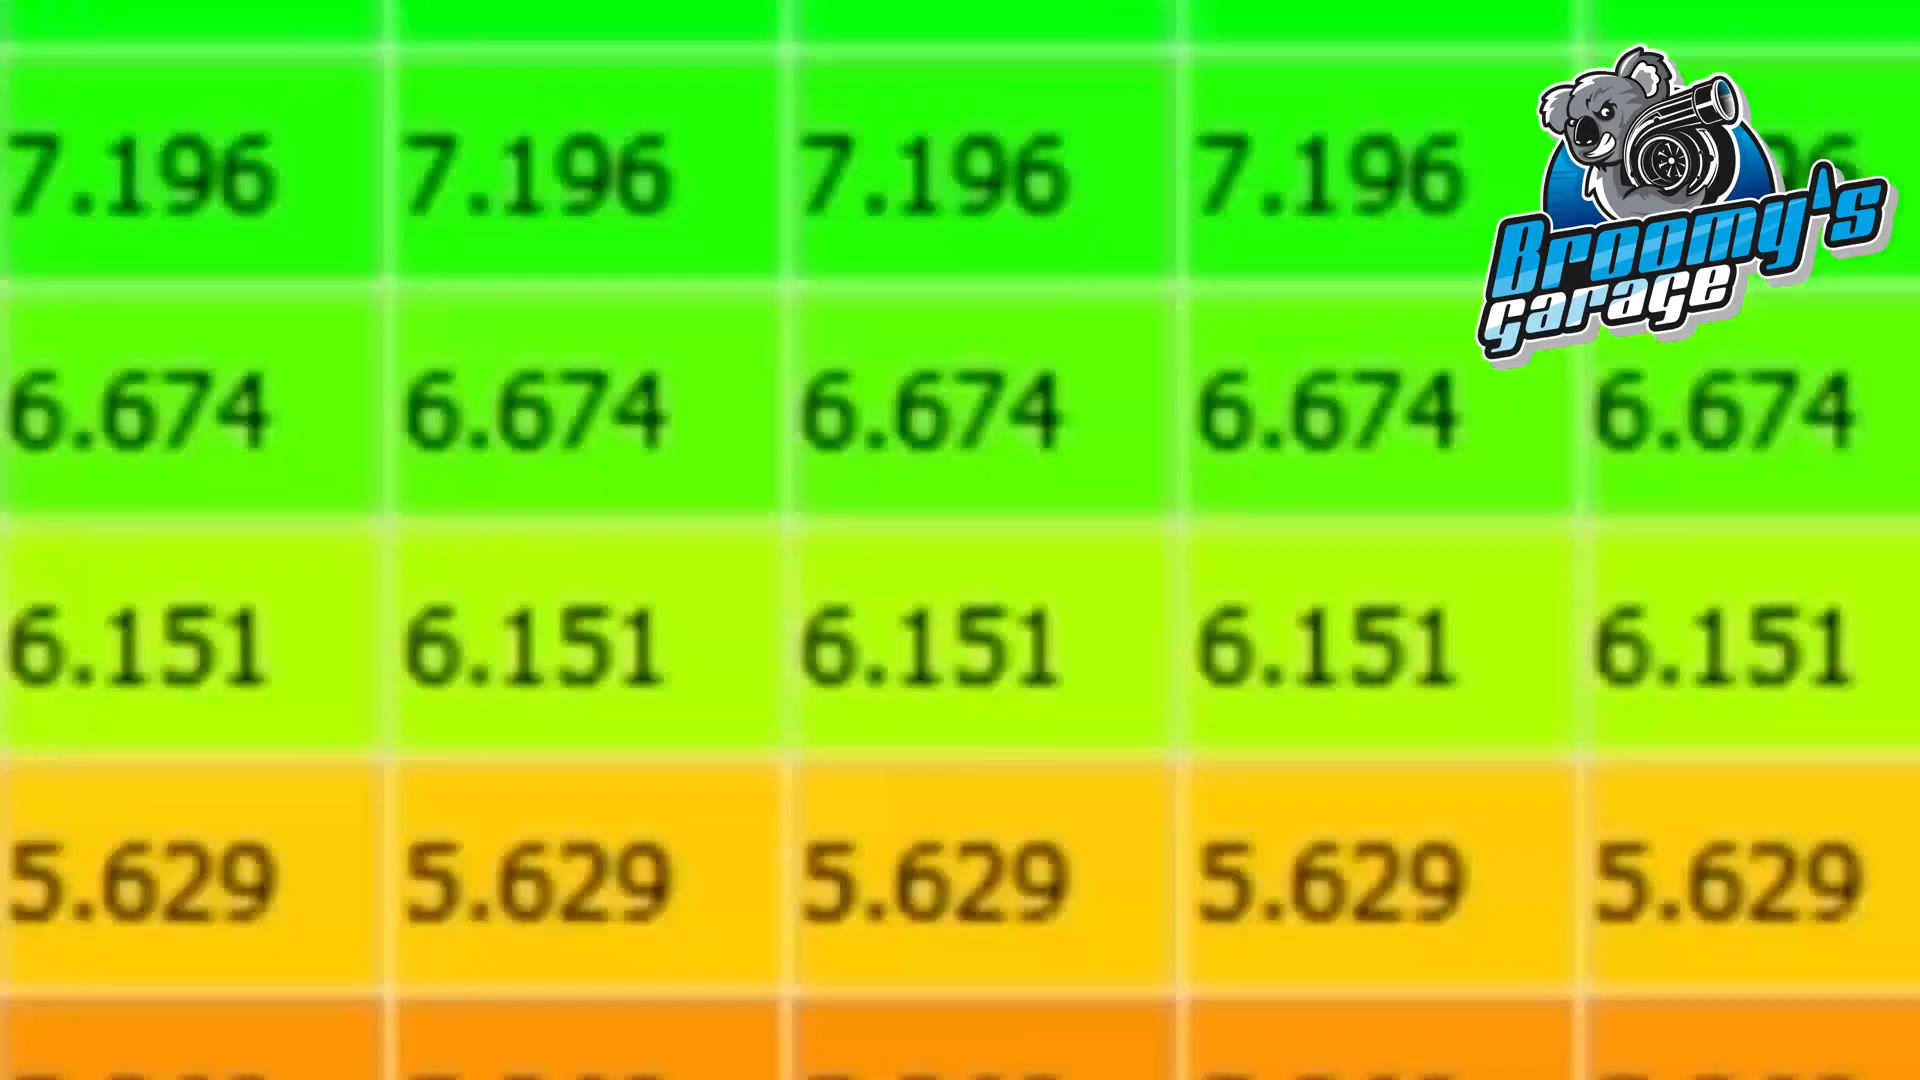 7.196 7.196 7.196 7.196 96
Broomy's
Garage
6.674 6.674 6.674 6.674 6.674
6.151 6.151 6.151 6.151 6.151
5.629 5.629 5.629 5.629 5.629